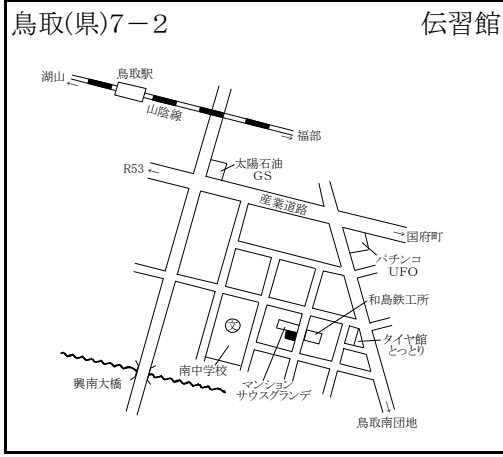 鳥取(県)7－2
伝習館
湖山
←
鳥取駅
山陰線
→
福部
R53←
太陽石油
GS
産業道路
→
国府町
パチンコ
UFO
和島鉄工所
文
タイヤ館
とっとり
興南大橋
南中学校
マンション
サウスグランデ
↓
鳥取南団地